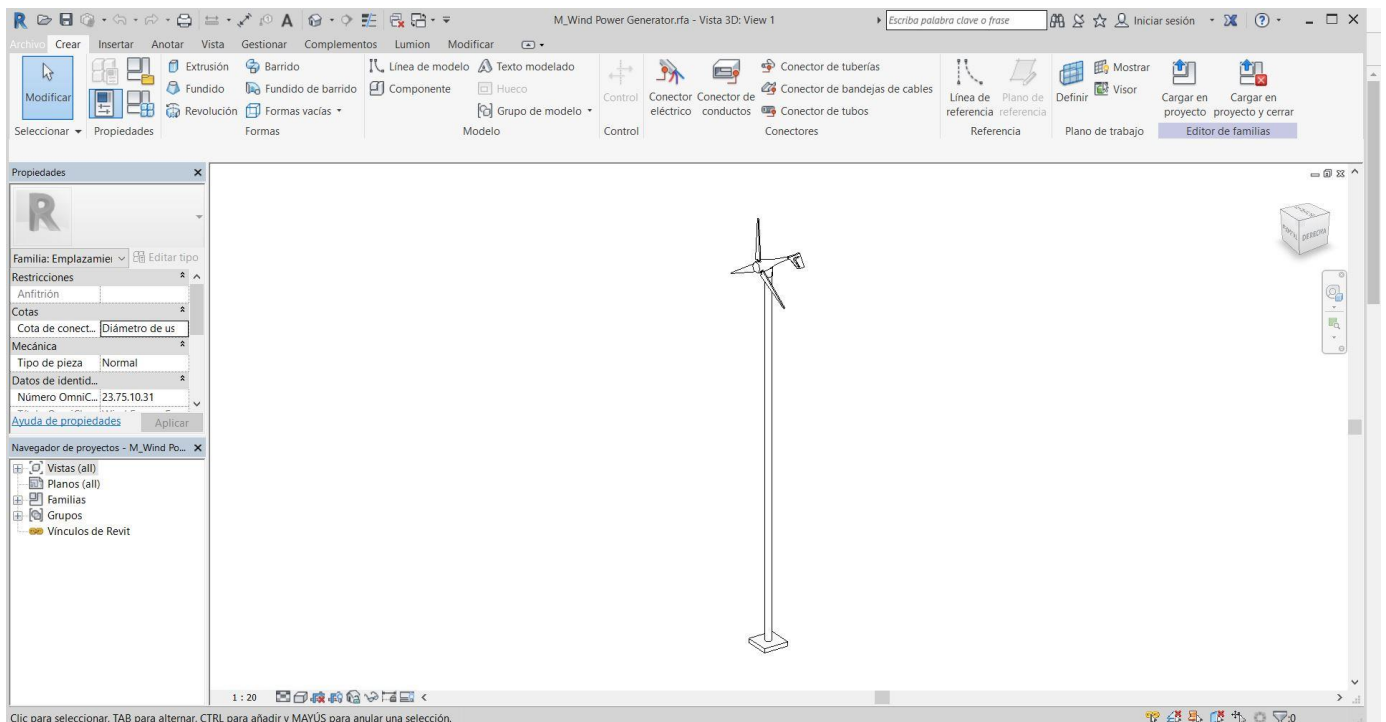 M_Wind Power Generator.rfa - Vista 3D: View 1
Escriba palabra clave o frase
Iniciar sesión
Archivo Crear Insertar Anotar Vista Gestionar Complementos Lumion Modificar
Modificar
Seleccionar
Propiedades
Extrusión Barrido
Fundido Fundido de barrido
Revolución Formas vacías
Formas
Línea de modelo Texto modelado
Componente Hueco
Grupo de modelo
Modelo
Control
Control
Conector eléctrico
Conector de conductos
Conector de tuberías
Conector de bandejas de cables
Conector de tubos
Conectores
Línea de referencia
Plano de referencia
Referencia
Definir
Mostrar
Visor
Plano de trabajo
Cargar en proyecto
Cargar en proyecto y cerrar
Editor de familias
Propiedades
R
Familia: Emplazamie Editar tipo
Restricciones
Anfitrión
Cotas
Cota de conect... Diámetro de us
Mecánica
Tipo de pieza Normal
Datos de identid...
Número OmniC... 23.75.10.31
Ayuda de propiedades Aplicar
Navegador de proyectos - M_Wind Po...
Vistas (all)
Planos (all)
Familias
Grupos
Vínculos de Revit
DERECHA
1 : 20
Clic para seleccionar, TAB para alternar, CTRL para añadir y MAYÚS para anular una selección.
:0